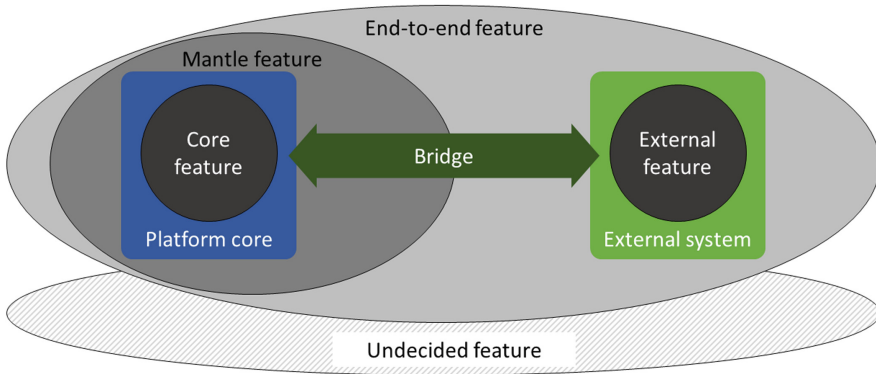 End-to-end feature
Mantle feature
Core
feature
Platform core
Bridge
External
feature
External system
Undecided feature